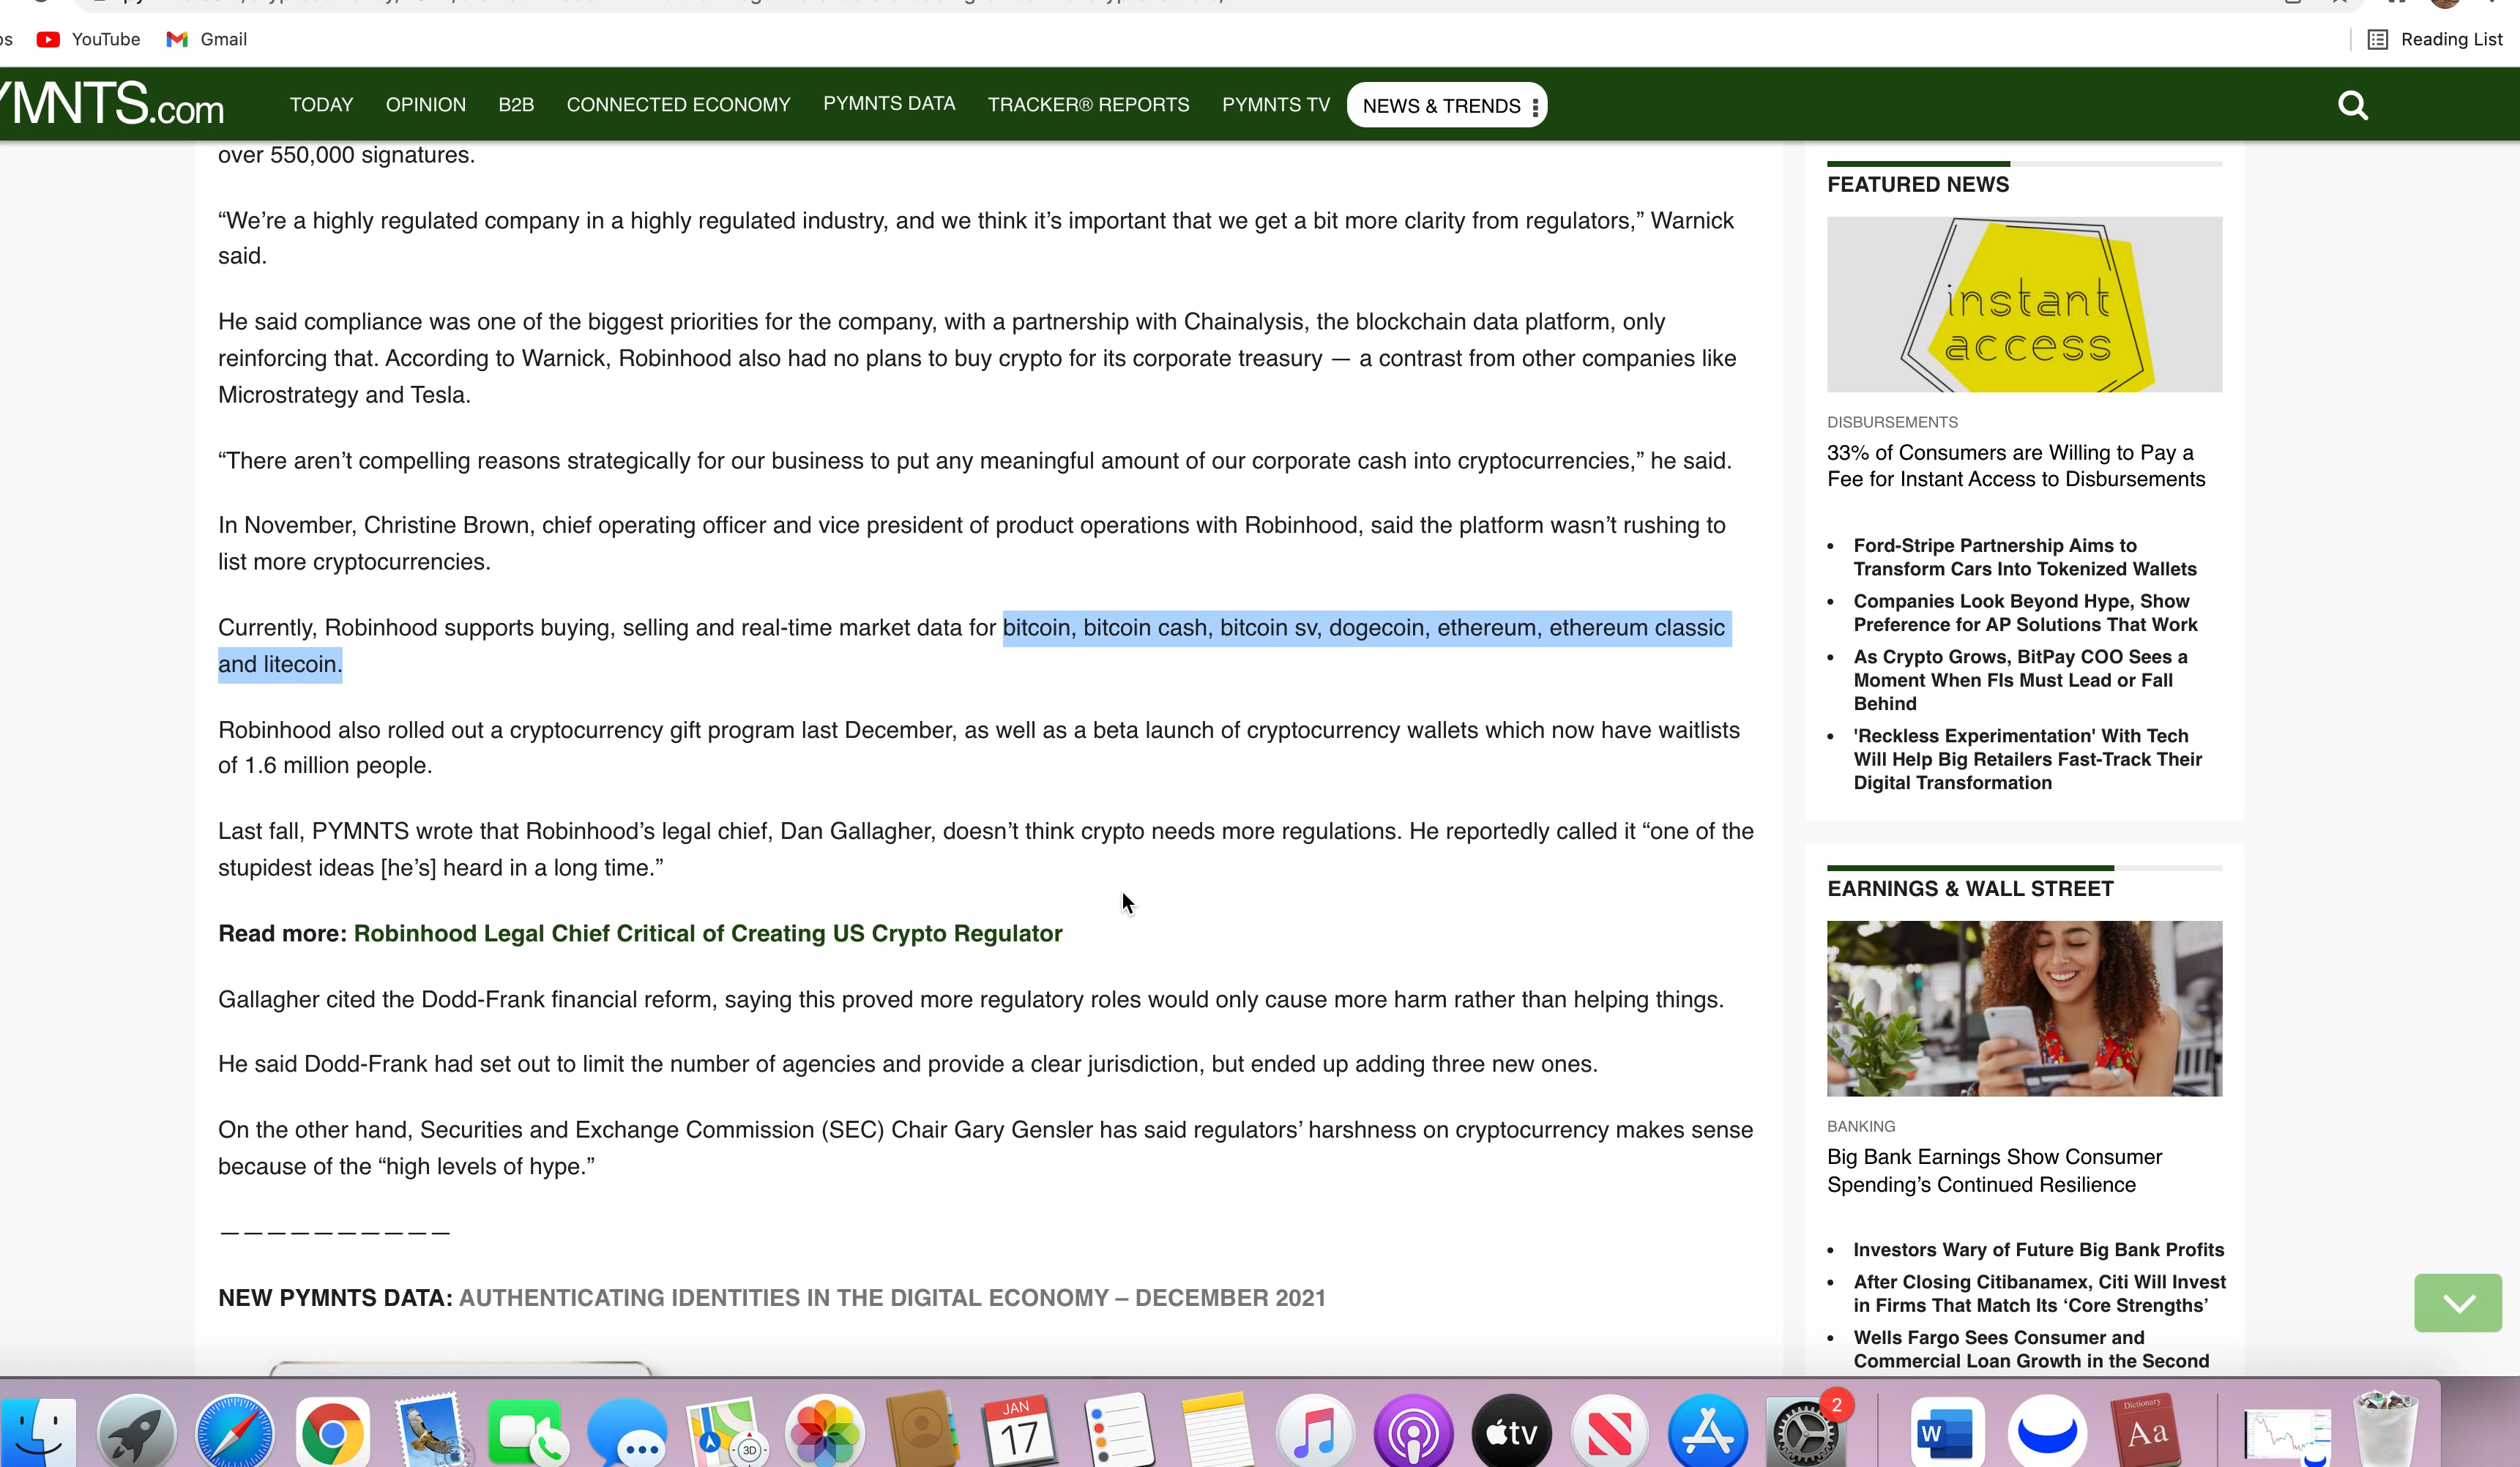 YouTube
Gmail
Reading List
YMNTS.com
TODAY
OPINION
B2B
CONNECTED ECONOMY
PYMNTS DATA
TRACKER® REPORTS
PYMNTS TV
NEWS & TRENDS
over 550,000 signatures.
“We’re a highly regulated company in a highly regulated industry, and we think it’s important that we get a bit more clarity from regulators,” Warnick
said.
He said compliance was one of the biggest priorities for the company, with a partnership with Chainalysis, the blockchain data platform, only
reinforcing that. According to Warnick, Robinhood also had no plans to buy crypto for its corporate treasury — a contrast from other companies like
Microstrategy and Tesla.
“There aren’t compelling reasons strategically for our business to put any meaningful amount of our corporate cash into cryptocurrencies,” he said.
In November, Christine Brown, chief operating officer and vice president of product operations with Robinhood, said the platform wasn’t rushing to
list more cryptocurrencies.
Currently, Robinhood supports buying, selling and real-time market data for bitcoin, bitcoin cash, bitcoin sv, dogecoin, ethereum, ethereum classic
and litecoin.
Robinhood also rolled out a cryptocurrency gift program last December, as well as a beta launch of cryptocurrency wallets which now have waitlists
of 1.6 million people.
Last fall, PYMNTS wrote that Robinhood’s legal chief, Dan Gallagher, doesn’t think crypto needs more regulations. He reportedly called it “one of the
stupidest ideas [he’s] heard in a long time.”
Read more: Robinhood Legal Chief Critical of Creating US Crypto Regulator
Gallagher cited the Dodd-Frank financial reform, saying this proved more regulatory roles would only cause more harm rather than helping things.
He said Dodd-Frank had set out to limit the number of agencies and provide a clear jurisdiction, but ended up adding three new ones.
On the other hand, Securities and Exchange Commission (SEC) Chair Gary Gensler has said regulators’ harshness on cryptocurrency makes sense
because of the “high levels of hype.”
——————————
NEW PYMNTS DATA: AUTHENTICATING IDENTITIES IN THE DIGITAL ECONOMY – DECEMBER 2021
FEATURED NEWS
instant
access
DISBURSEMENTS
33% of Consumers are Willing to Pay a
Fee for Instant Access to Disbursements
• Ford-Stripe Partnership Aims to
Transform Cars Into Tokenized Wallets
• Companies Look Beyond Hype, Show
Preference for AP Solutions That Work
• As Crypto Grows, BitPay COO Sees a
Moment When FIs Must Lead or Fall
Behind
• 'Reckless Experimentation' With Tech
Will Help Big Retailers Fast-Track Their
Digital Transformation
EARNINGS & WALL STREET
BANKING
Big Bank Earnings Show Consumer
Spending’s Continued Resilience
• Investors Wary of Future Big Bank Profits
• After Closing Citibanamex, Citi Will Invest
in Firms That Match Its ‘Core Strengths’
• Wells Fargo Sees Consumer and
Commercial Loan Growth in the Second
3D
JAN
17
tv
2
W
Dictionary
Aa